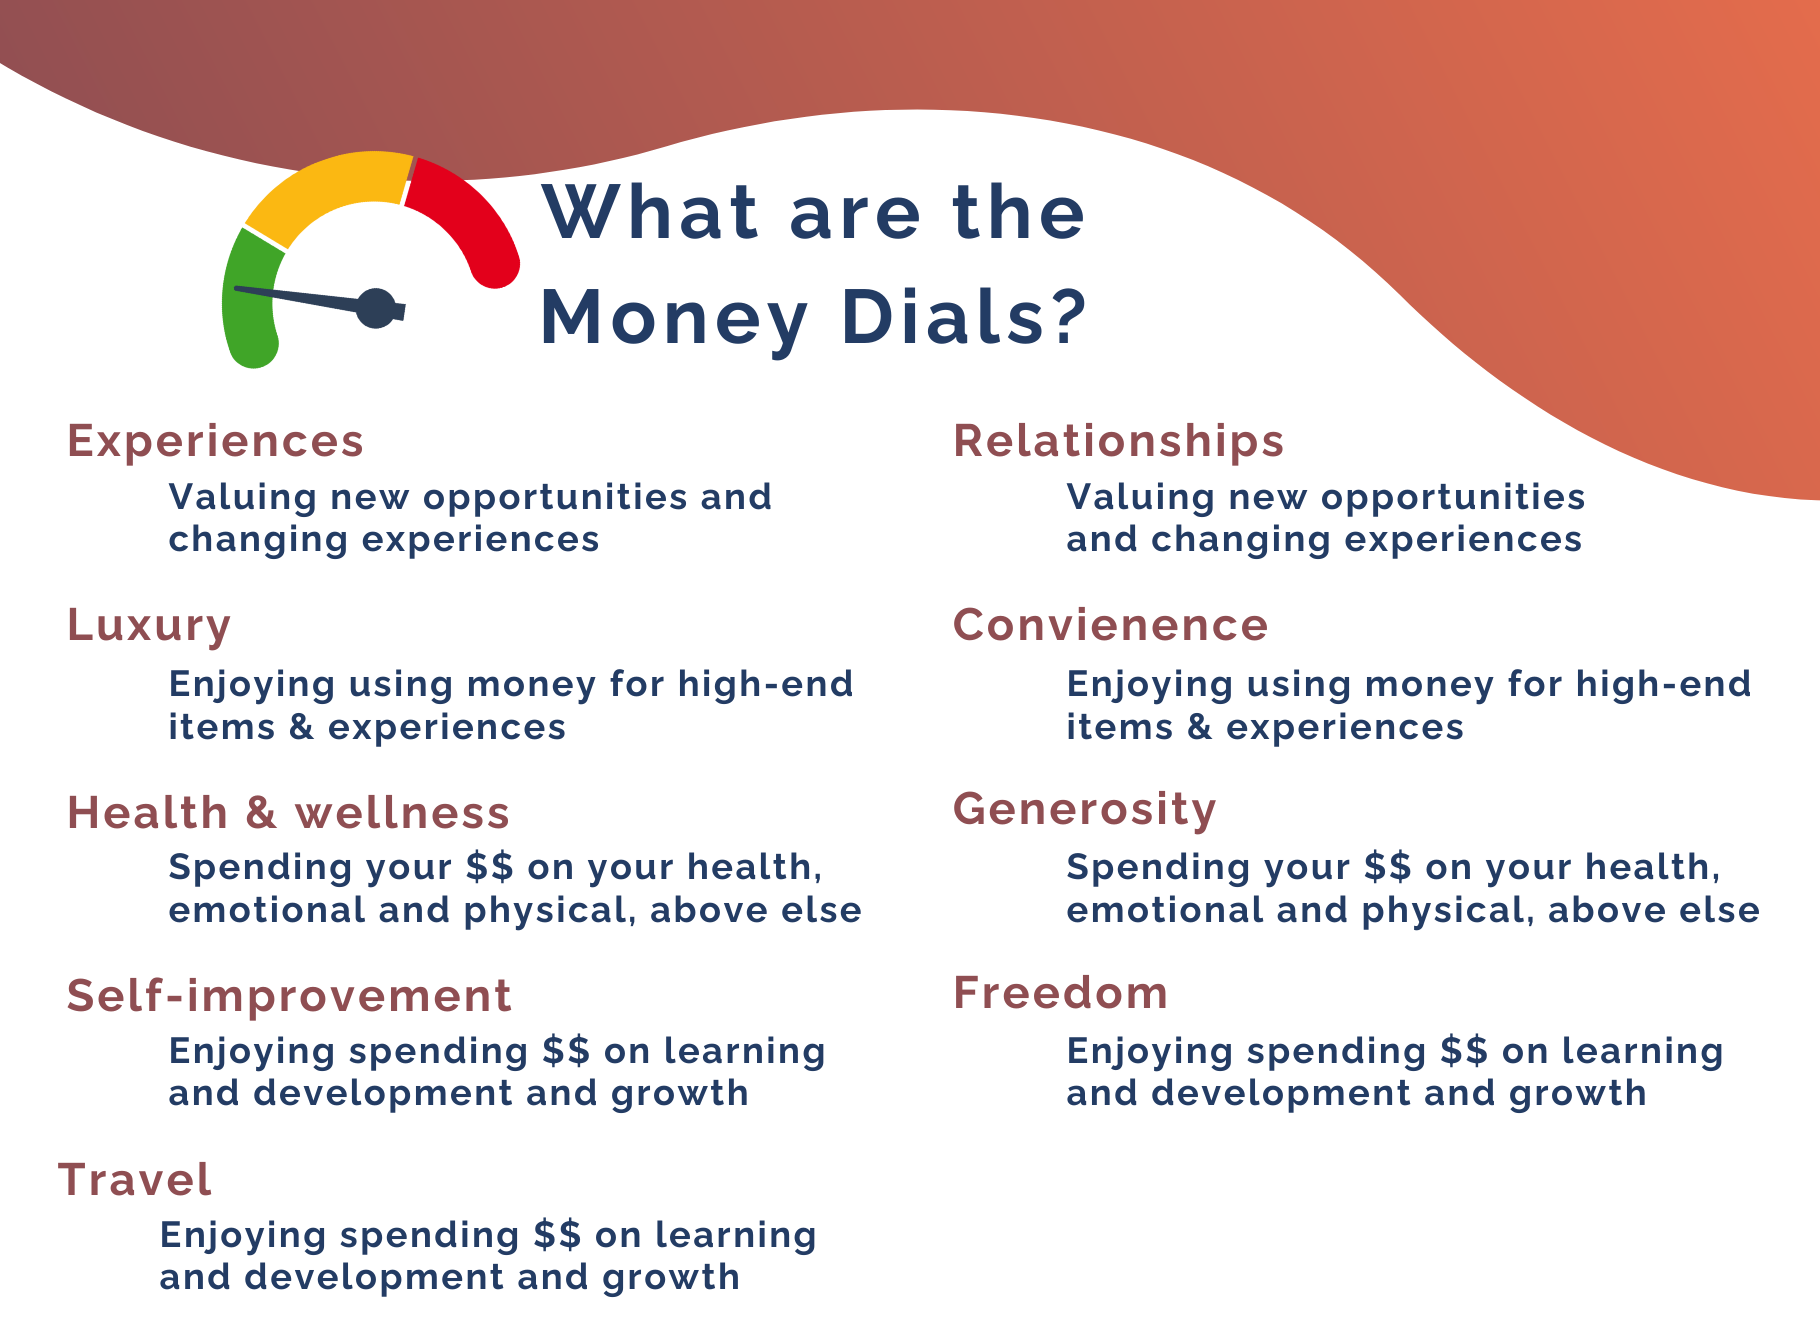 What are the
Money Dials?
Experiences
Valuing new opportunities and
changing experiences
Luxury
Enjoying using money for high-end
items & experiences
Health & wellness
Spending your $$ on your health,
emotional and physical, above else
Self-improvement
Enjoying spending $$ on learning
and development and growth
Travel
Enjoying spending $$ on learning
and development and growth
Relationships
Valuing new opportunities
and changing experiences
Convienence
Enjoying using money for high-end
items & experiences
Generosity
Spending your $$ on your health,
emotional and physical, above else
Freedom
Enjoying spending $$ on learning
and development and growth